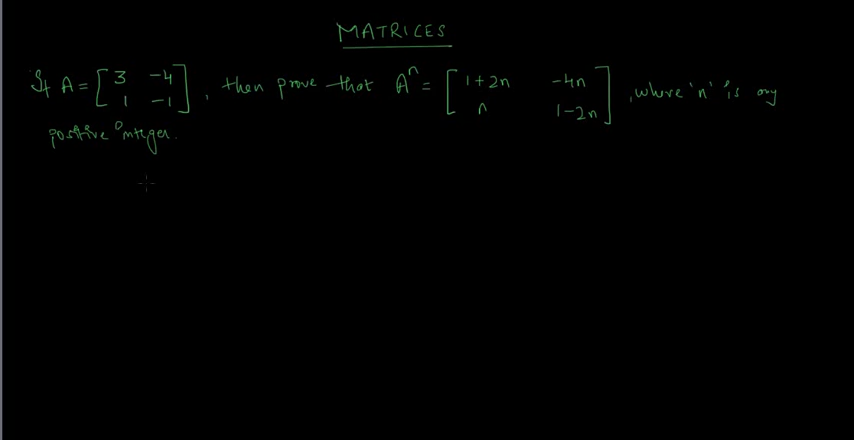 MATRICES
If A = [ 3 -4 ; 1 -1 ], then prove that Aⁿ = [ 1+2n -4n ; n 1-2n ], where 'n' is any
positive integer.